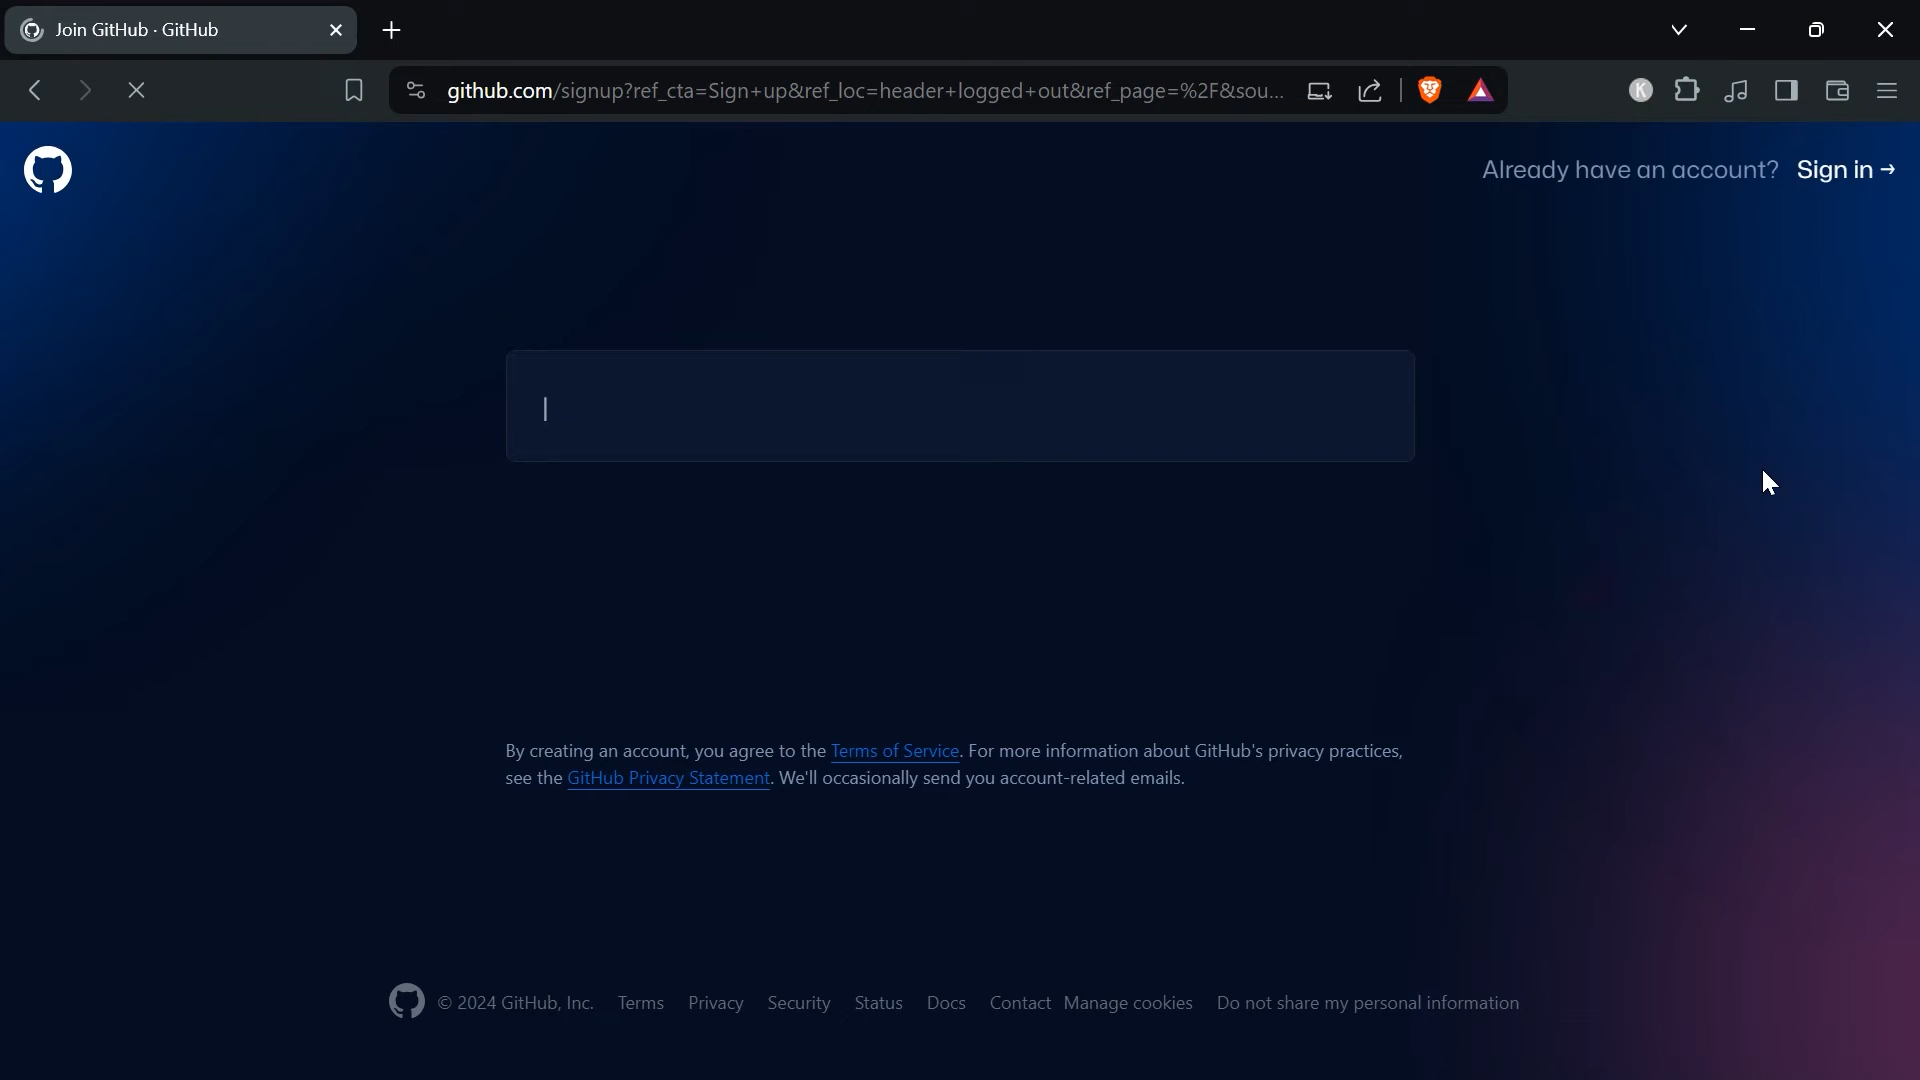 Join GitHub · GitHub
github.com/signup?ref_cta=Sign+up&ref_loc=header+logged+out&ref_page=%2F&sou...
K
Already have an account? Sign in →
By creating an account, you agree to the Terms of Service. For more information about GitHub's privacy practices,
see the GitHub Privacy Statement. We'll occasionally send you account-related emails.
© 2024 GitHub, Inc. Terms Privacy Security Status Docs Contact Manage cookies Do not share my personal information